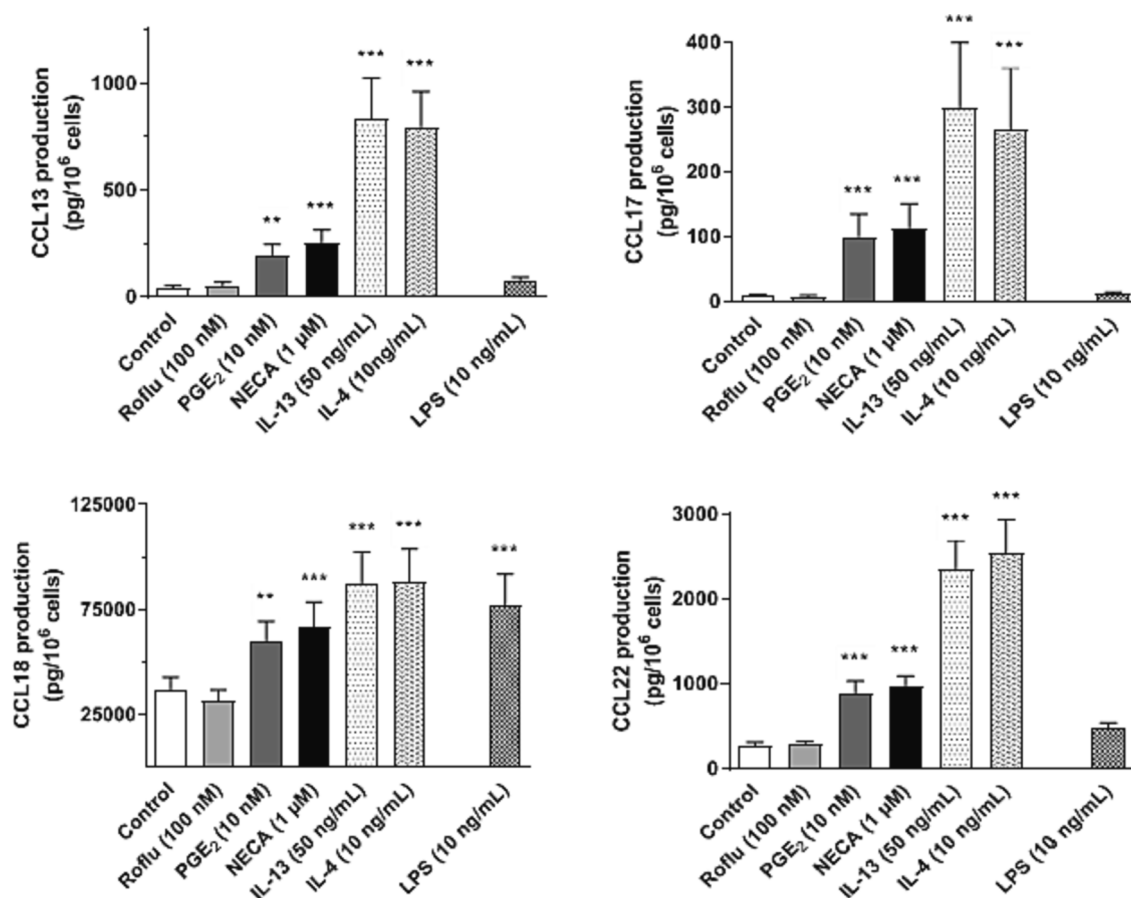 CCL13 production
(pg/10⁶ cells)
1000
500
0
** *** *** ***
Control
Roflu (100 nM)
PGE₂ (10 nM)
NECA (1 µM)
IL-13 (50 ng/mL)
IL-4 (10ng/mL)
LPS (10 ng/mL)
CCL17 production
(pg/10⁶ cells)
400
300
200
100
0
*** *** *** ***
Control
Roflu (100 nM)
PGE₂ (10 nM)
NECA (1 µM)
IL-13 (50 ng/mL)
IL-4 (10 ng/mL)
LPS (10 ng/mL)
CCL18 production
(pg/10⁶ cells)
125000
75000
25000
** *** *** *** ***
Control
Roflu (100 nM)
PGE₂ (10 nM)
NECA (1 µM)
IL-13 (50 ng/mL)
IL-4 (10 ng/mL)
LPS (10 ng/mL)
CCL22 production
(pg/10⁶ cells)
3000
2000
1000
0
*** *** *** ***
Control
Roflu (100 nM)
PGE₂ (10 nM)
NECA (1 µM)
IL-13 (50 ng/mL)
IL-4 (10 ng/mL)
LPS (10 ng/mL)